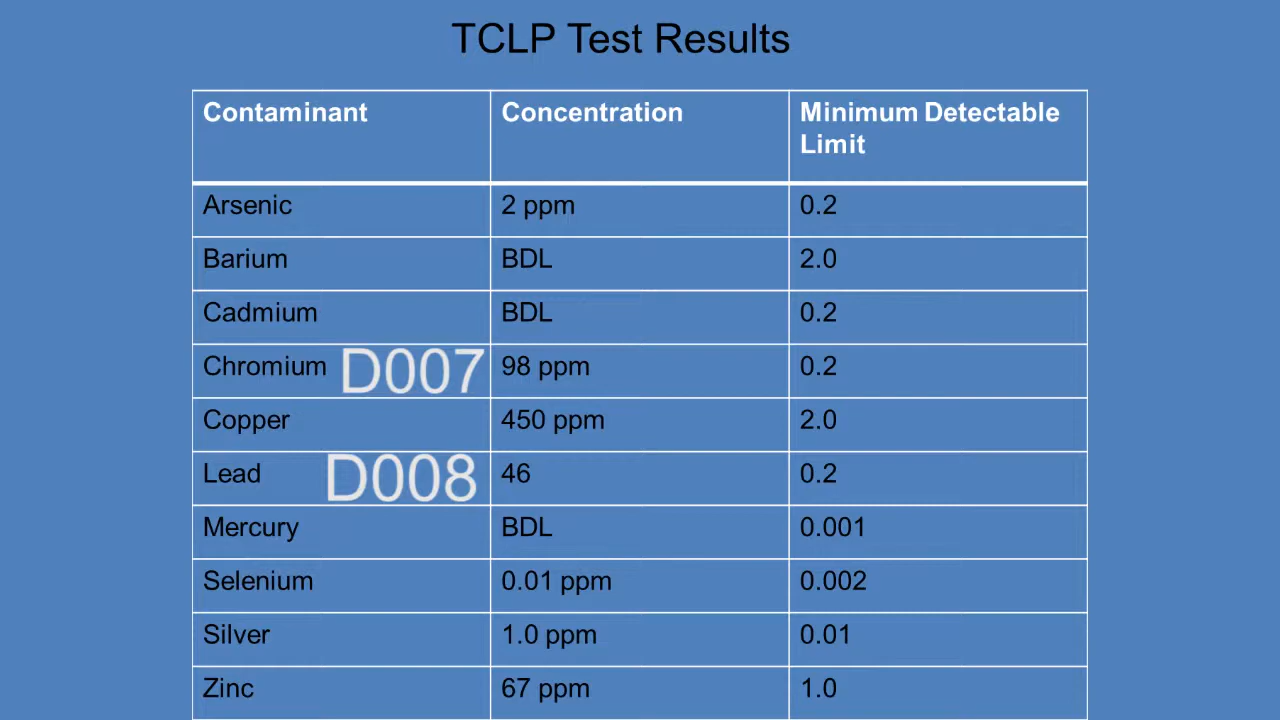 TCLP Test Results
Contaminant Concentration Minimum Detectable
Limit
Arsenic 2 ppm 0.2
Barium BDL 2.0
Cadmium BDL 0.2
Chromium D007 98 ppm 0.2
Copper 450 ppm 2.0
Lead D008 46 0.2
Mercury BDL 0.001
Selenium 0.01 ppm 0.002
Silver 1.0 ppm 0.01
Zinc 67 ppm 1.0